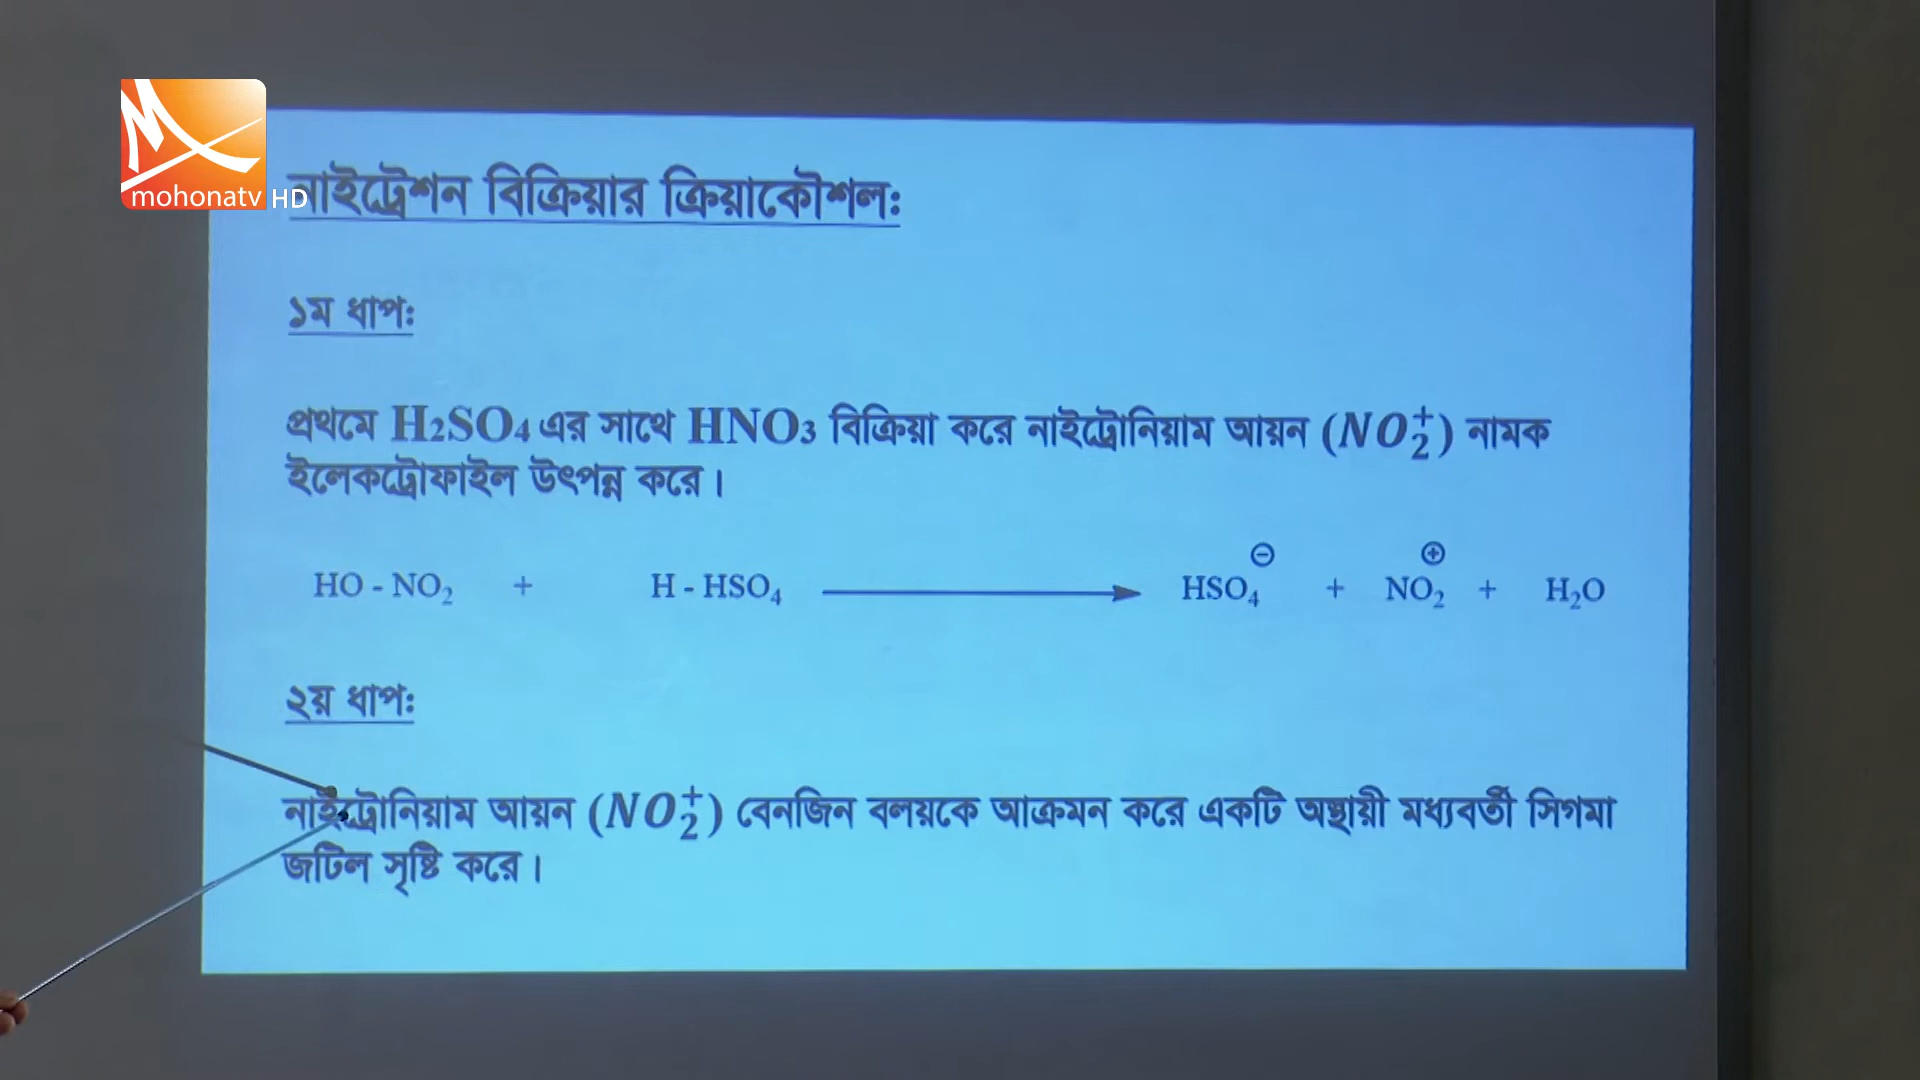 mohonatv HD
নাইট্রেশন বিক্রিয়ার ক্রিয়াকৌশল:
১ম ধাপ:
প্রথমে H₂SO₄ এর সাথে HNO₃ বিক্রিয়া করে নাইট্রোনিয়াম আয়ন (NO₂⁺) নামক
ইলেকট্রোফাইল উৎপন্ন করে।
HO - NO₂ + H - HSO₄ ⟶ HSO₄⊖ + NO₂⊕ + H₂O
২য় ধাপ:
নাইট্রোনিয়াম আয়ন (NO₂⁺) বেনজিন বলয়কে আক্রমন করে একটি অস্থায়ী মধ্যবর্তী সিগমা
জটিল সৃষ্টি করে।